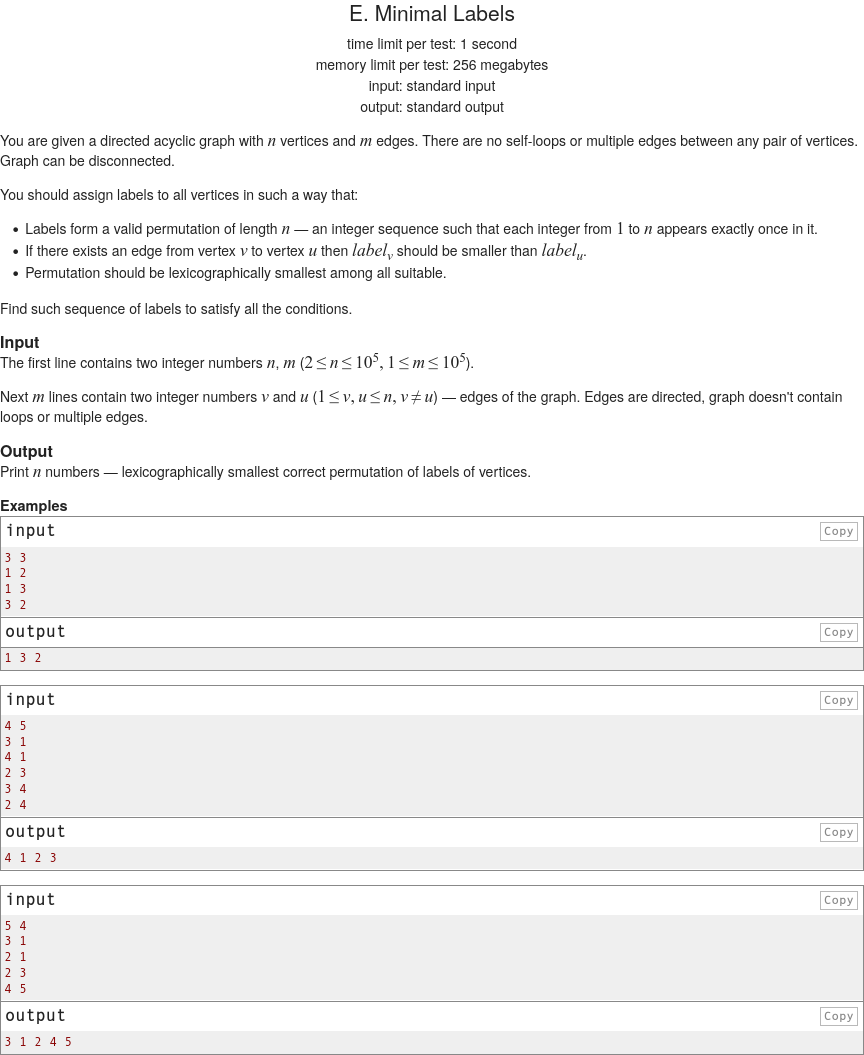 E. Minimal Labels
time limit per test: 1 second
memory limit per test: 256 megabytes
input: standard input
output: standard output
You are given a directed acyclic graph with n vertices and m edges. There are no self-loops or multiple edges between any pair of vertices.
Graph can be disconnected.
You should assign labels to all vertices in such a way that:
• Labels form a valid permutation of length n — an integer sequence such that each integer from 1 to n appears exactly once in it.
• If there exists an edge from vertex v to vertex u then label_v should be smaller than label_u.
• Permutation should be lexicographically smallest among all suitable.
Find such sequence of labels to satisfy all the conditions.
Input
The first line contains two integer numbers n, m (2 ≤ n ≤ 10^5, 1 ≤ m ≤ 10^5).
Next m lines contain two integer numbers v and u (1 ≤ v, u ≤ n, v ≠ u) — edges of the graph. Edges are directed, graph doesn't contain
loops or multiple edges.
Output
Print n numbers — lexicographically smallest correct permutation of labels of vertices.
Examples
input Copy
3 3
1 2
1 3
3 2
output Copy
1 3 2
input Copy
4 5
3 1
4 1
2 3
3 4
2 4
output Copy
4 1 2 3
input Copy
5 4
3 1
2 1
2 3
4 5
output Copy
3 1 2 4 5